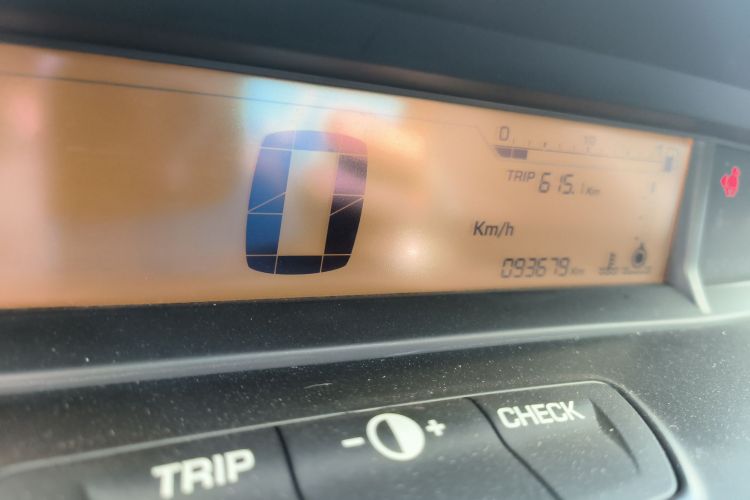 0
0
TRIP 615.1 Km
Km/h
093679 Km
TRIP
- +
CHECK